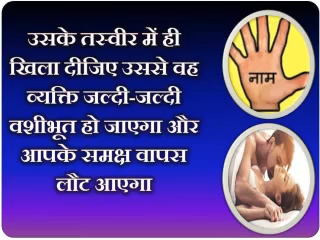 उसके तस्वीर में ही
खिला दीजिए उससे वह
व्यक्ति जल्दी-जल्दी
वशीभूत हो जाएगा और
आपके समक्ष वापस
लौट आएगा
नाम